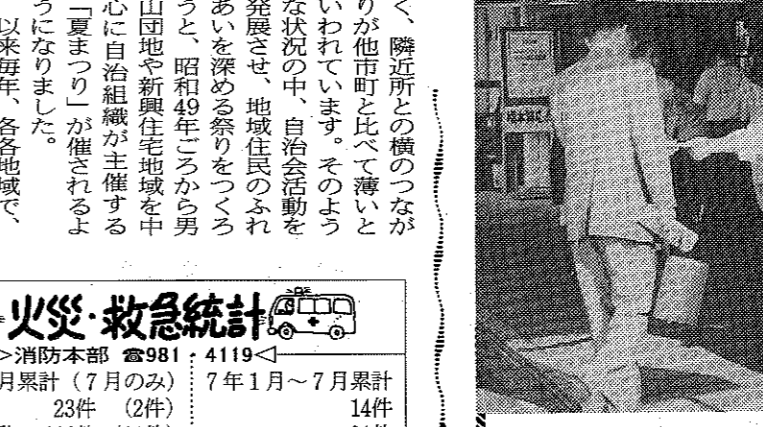 く、隣近所との横のつなが
りが他市町と比べて薄いと
いわれています。そのよう
な状況の中、自治会活動を
発展させ、地域住民のふれ
あいを深める祭りをつくろ
うと、昭和49年ごろから男
山団地や新興住宅地域を中
心に自治組織が主催する
「夏まつり」が催されるよ
うになりました。
以来毎年、各各地域で、
火災・救急統計
>消防本部 ☎981・4119◁
月累計(7月のみ) 7年1月~7月累計
23件 (2件) 14件